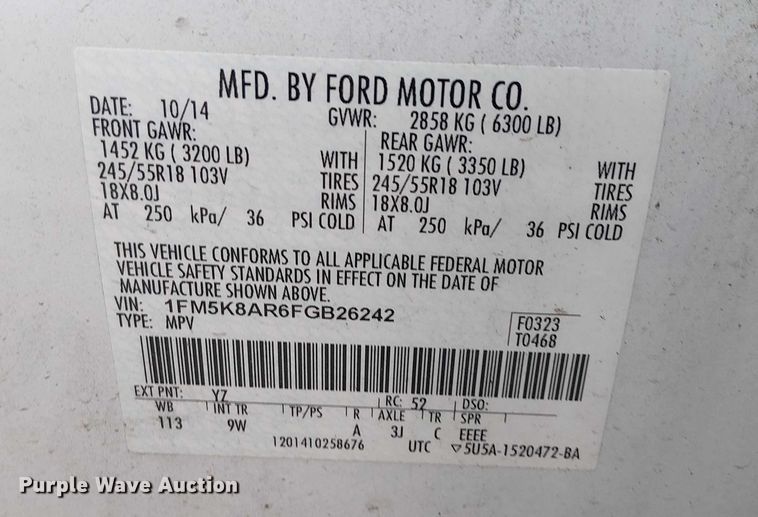 MFD. BY FORD MOTOR CO.
DATE: 10/14 GVWR: 2858 KG ( 6300 LB)
FRONT GAWR: REAR GAWR:
1452 KG ( 3200 LB) WITH 1520 KG ( 3350 LB) WITH
245/55R18 103V TIRES 245/55R18 103V TIRES
18X8.0J RIMS 18X8.0J RIMS
AT 250 kPa/ 36 PSI COLD AT 250 kPa/ 36 PSI COLD
THIS VEHICLE CONFORMS TO ALL APPLICABLE FEDERAL MOTOR
VEHICLE SAFETY STANDARDS IN EFFECT ON THE DATE OF
MANUFACTURE SHOWN ABOVE.
VIN: 1FM5K8AR6FGB26242
TYPE: MPV
F0323
T0468
EXT PNT: YZ RC: 52 DSO:
WB INT TR TP/PS R AXLE TR SPR
113 9W A 3J C EEEE
1201410258676 UTC ▽5U5A-1520472-BA
Purple Wave Auction